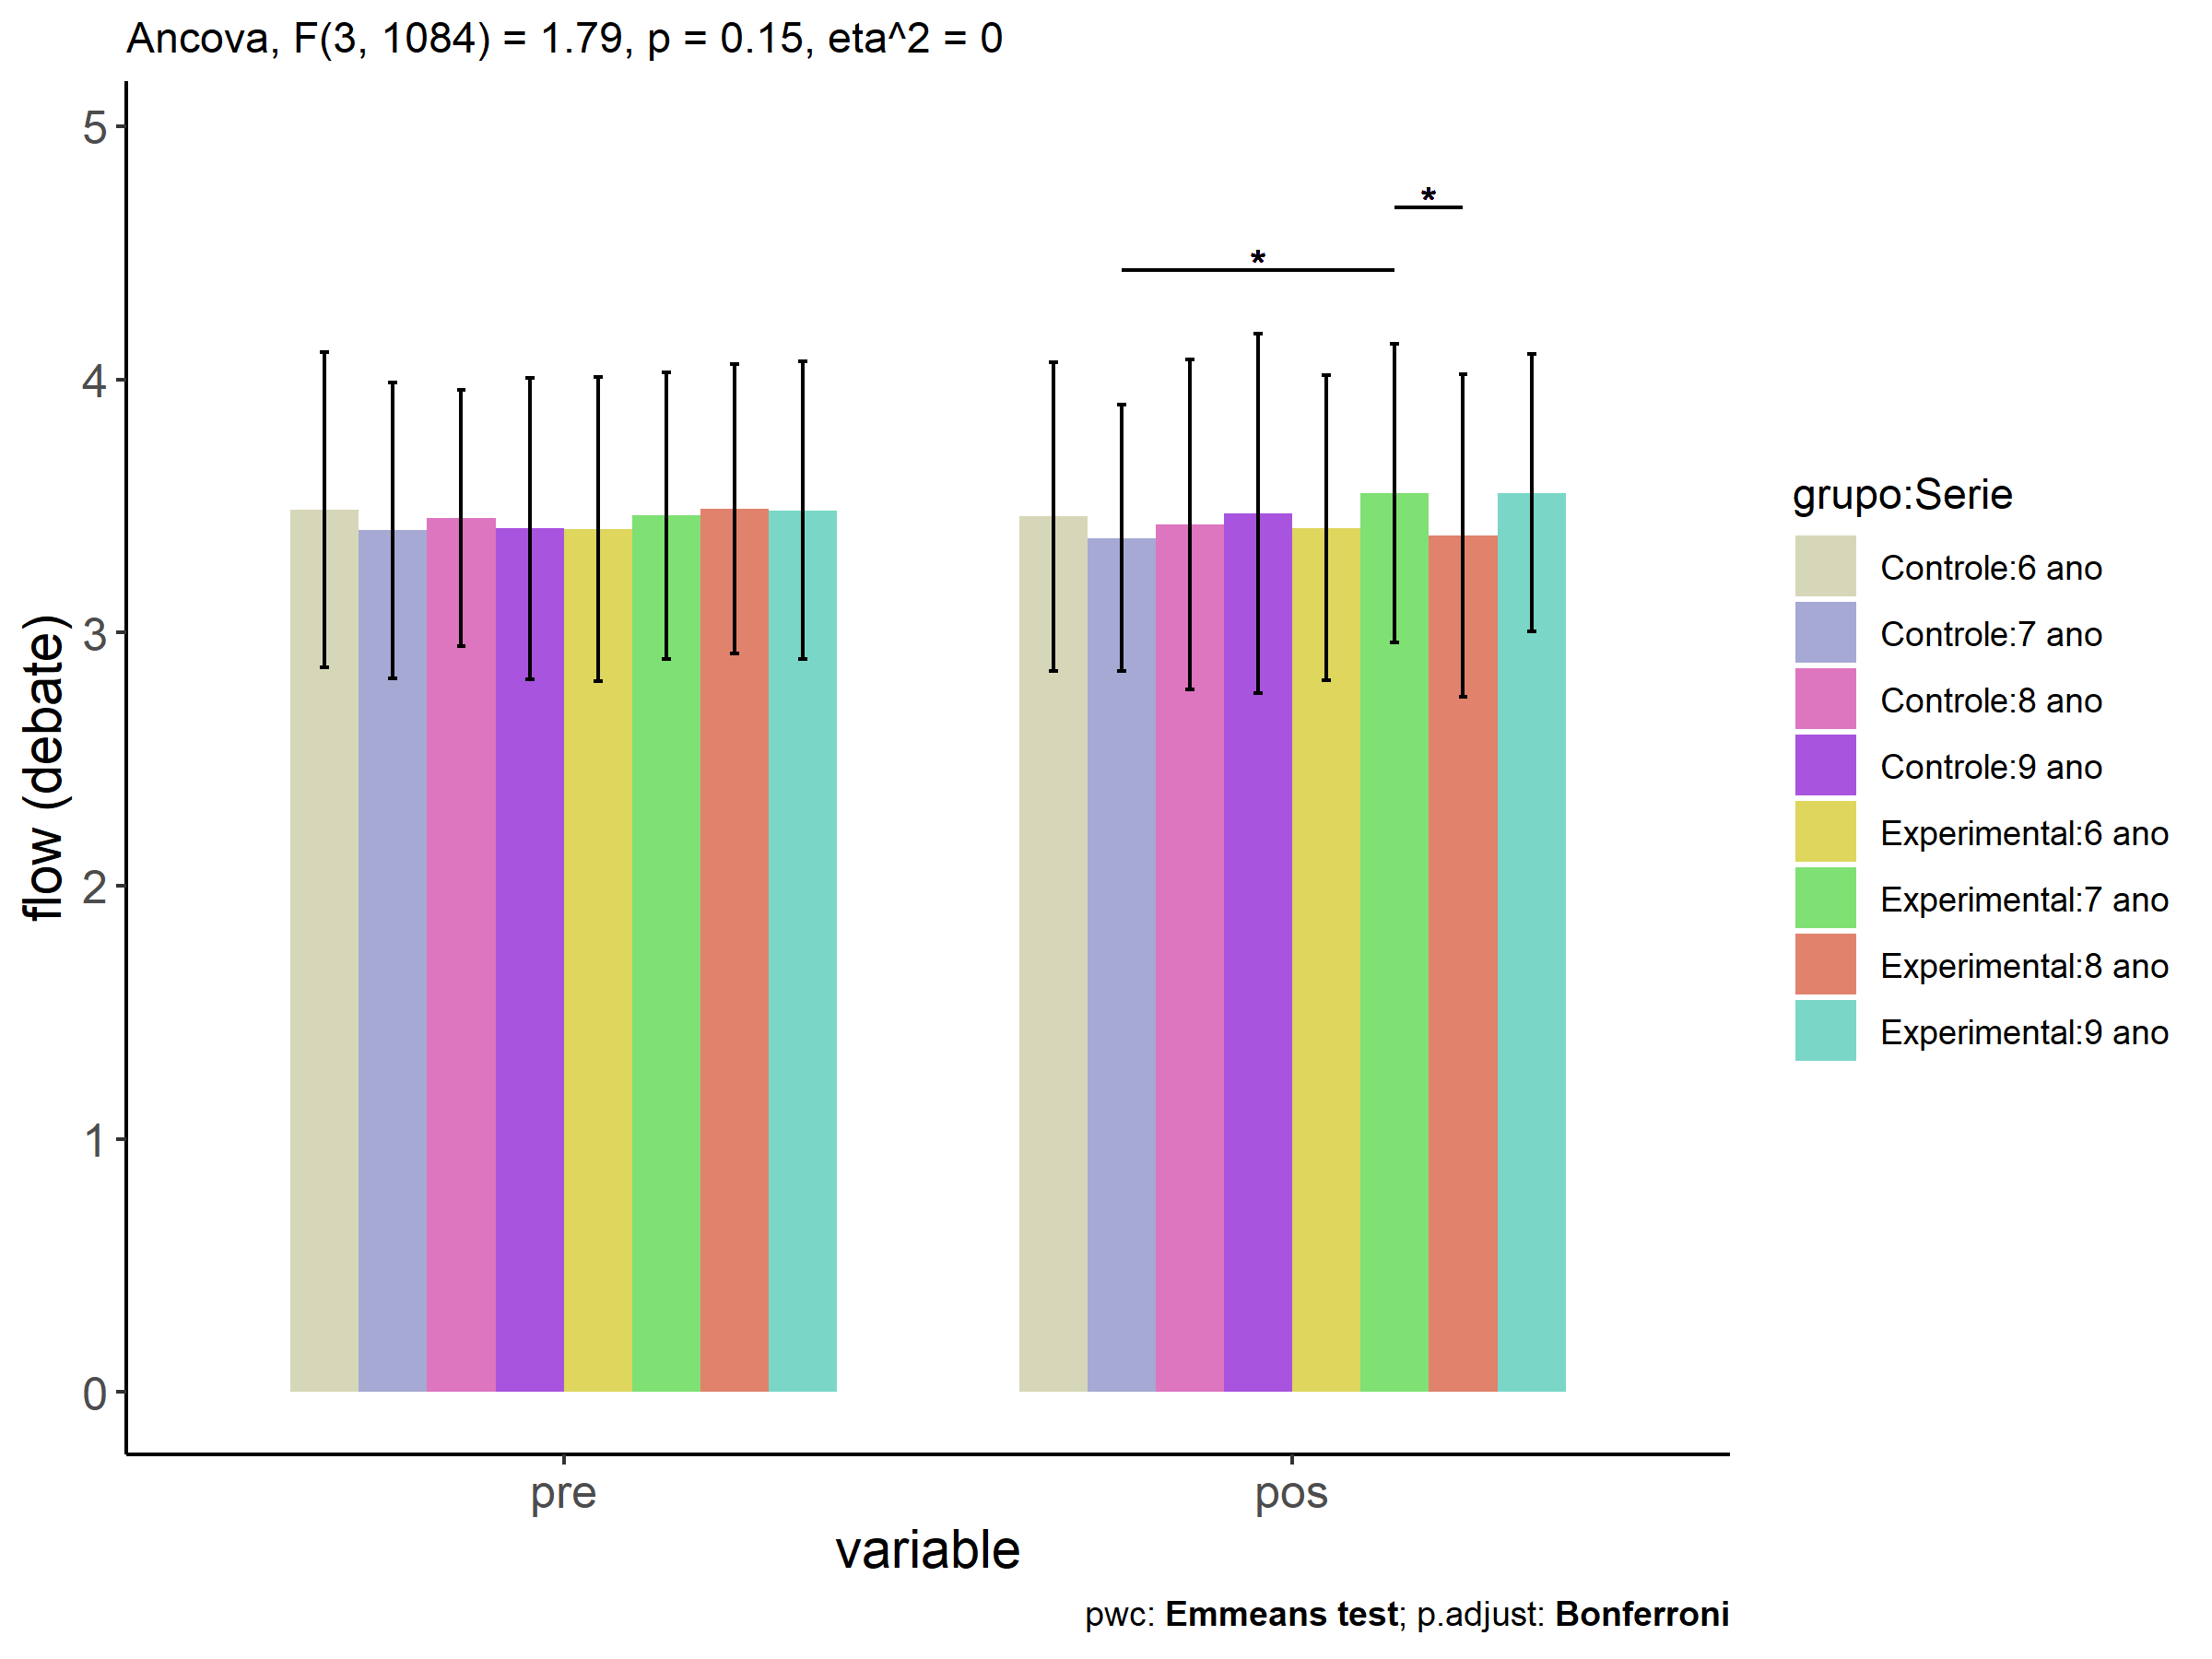 Ancova, F(3, 1084) = 1.79, p = 0.15, eta^2 = 0
5
4
3
2
1
0
flow (debate)
*
*
pre
pos
variable
pwc: Emmeans test; p.adjust: Bonferroni
grupo:Serie
Controle:6 ano
Controle:7 ano
Controle:8 ano
Controle:9 ano
Experimental:6 ano
Experimental:7 ano
Experimental:8 ano
Experimental:9 ano